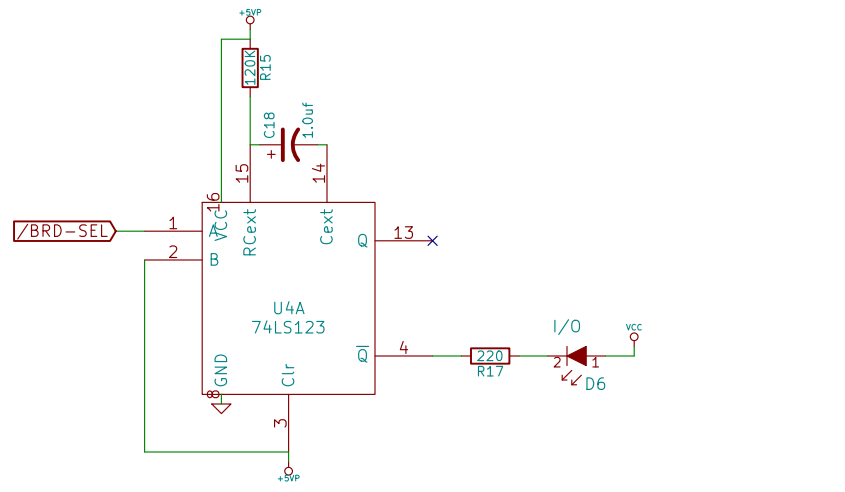 +5VP
120K
R15
C18
1.0uf
+
15
14
16
VCC
RCext
Cext
/BRD-SEL
1
A
2
B
Q
13
U4A
74LS123
Q
4
220
R17
I/O
2
1
D6
VCC
GND
8
Clr
3
+5VP